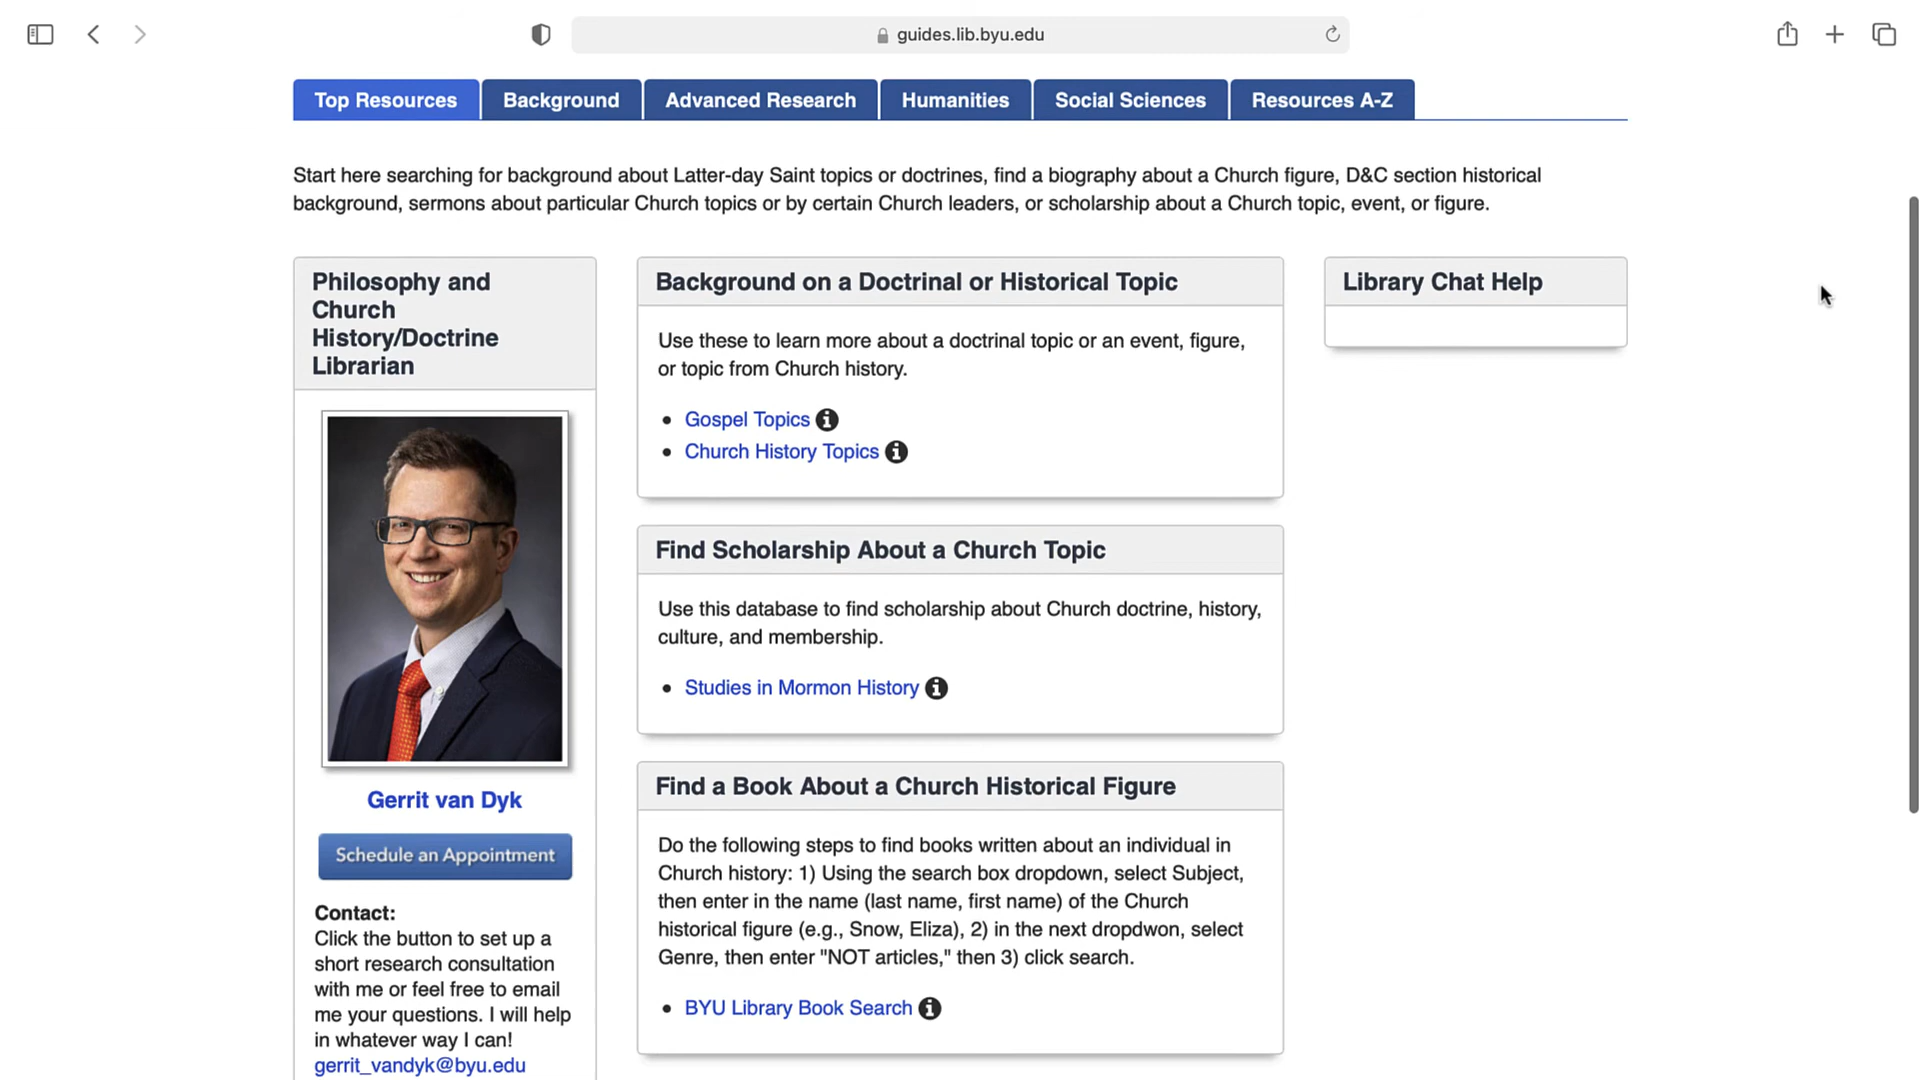 guides.lib.byu.edu
Top Resources
Background
Advanced Research
Humanities
Social Sciences
Resources A-Z
Start here searching for background about Latter-day Saint topics or doctrines, find a biography about a Church figure, D&C section historical
background, sermons about particular Church topics or by certain Church leaders, or scholarship about a Church topic, event, or figure.
Philosophy and
Church
History/Doctrine
Librarian
Gerrit van Dyk
Schedule an Appointment
Contact:
Click the button to set up a
short research consultation
with me or feel free to email
me your questions. I will help
in whatever way I can!
gerrit_vandyk@byu.edu
Background on a Doctrinal or Historical Topic
Use these to learn more about a doctrinal topic or an event, figure,
or topic from Church history.
Gospel Topics
Church History Topics
Find Scholarship About a Church Topic
Use this database to find scholarship about Church doctrine, history,
culture, and membership.
Studies in Mormon History
Find a Book About a Church Historical Figure
Do the following steps to find books written about an individual in
Church history: 1) Using the search box dropdown, select Subject,
then enter in the name (last name, first name) of the Church
historical figure (e.g., Snow, Eliza), 2) in the next dropdwon, select
Genre, then enter "NOT articles," then 3) click search.
BYU Library Book Search
Library Chat Help